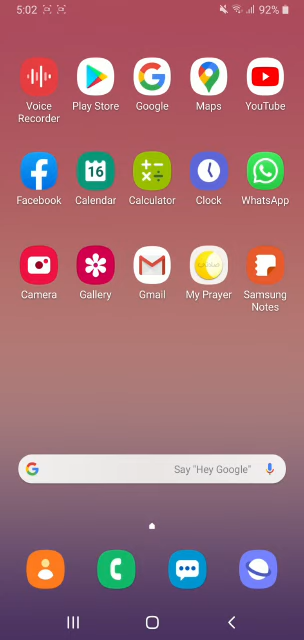 5:02
92%
Voice Recorder
Play Store
Google
Maps
YouTube
Facebook
16
Calendar
Calculator
Clock
WhatsApp
Camera
Gallery
Gmail
My Prayer
Samsung Notes
Say "Hey Google"